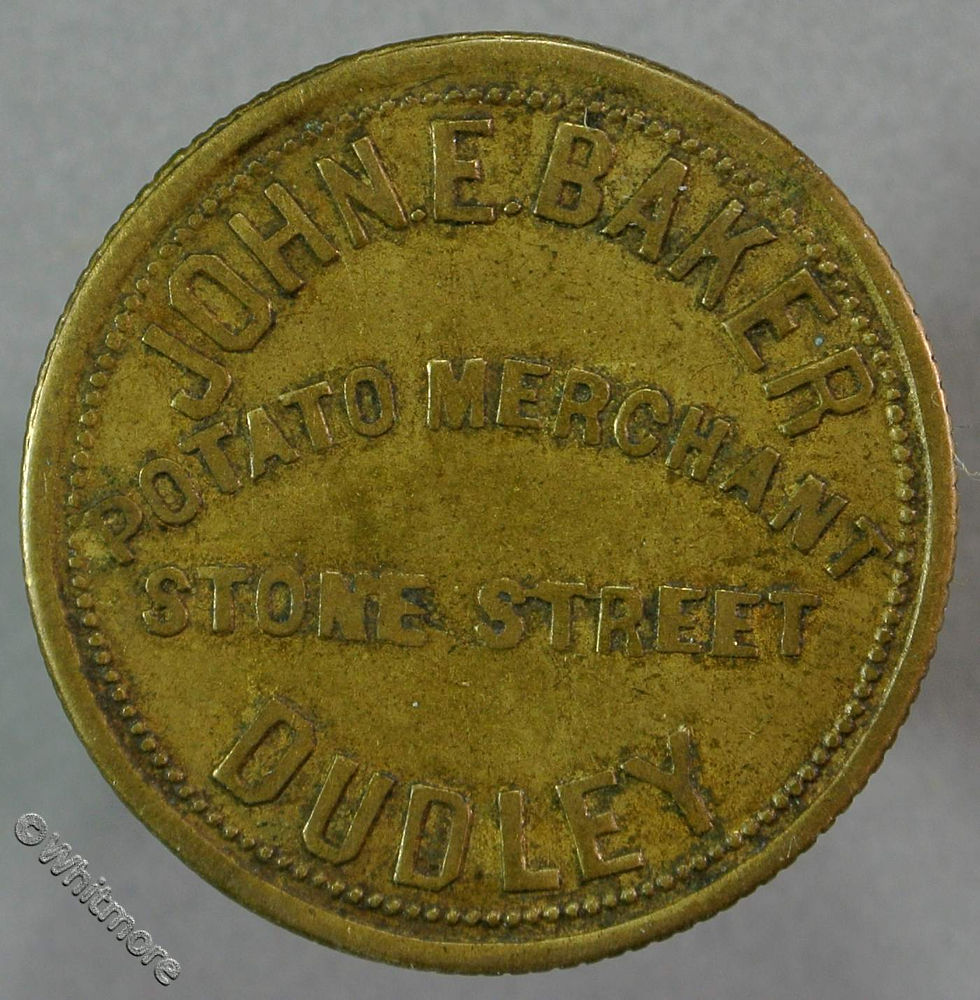 JOHN.E.BAKER
POTATO MERCHANT
STONE STREET
DUDLEY
©Whitmore